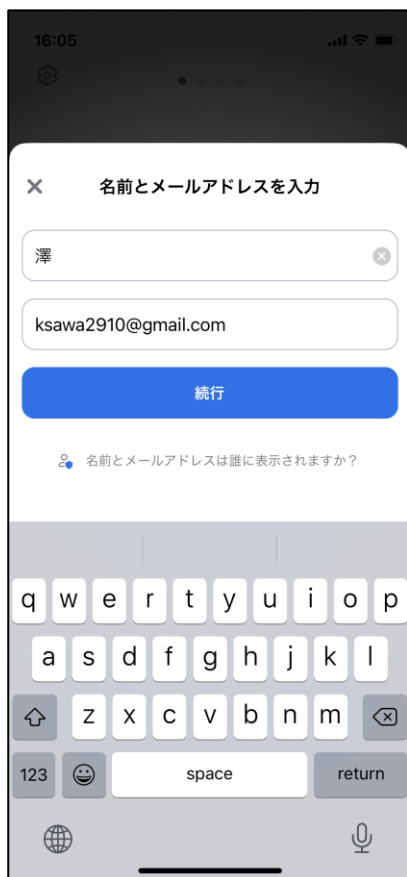 16:05
名前とメールアドレスを入力
澤
ksawa2910@gmail.com
続行
名前とメールアドレスは誰に表示されますか？
q w e r t y u i o p
a s d f g h j k l
z x c v b n m
123 space return